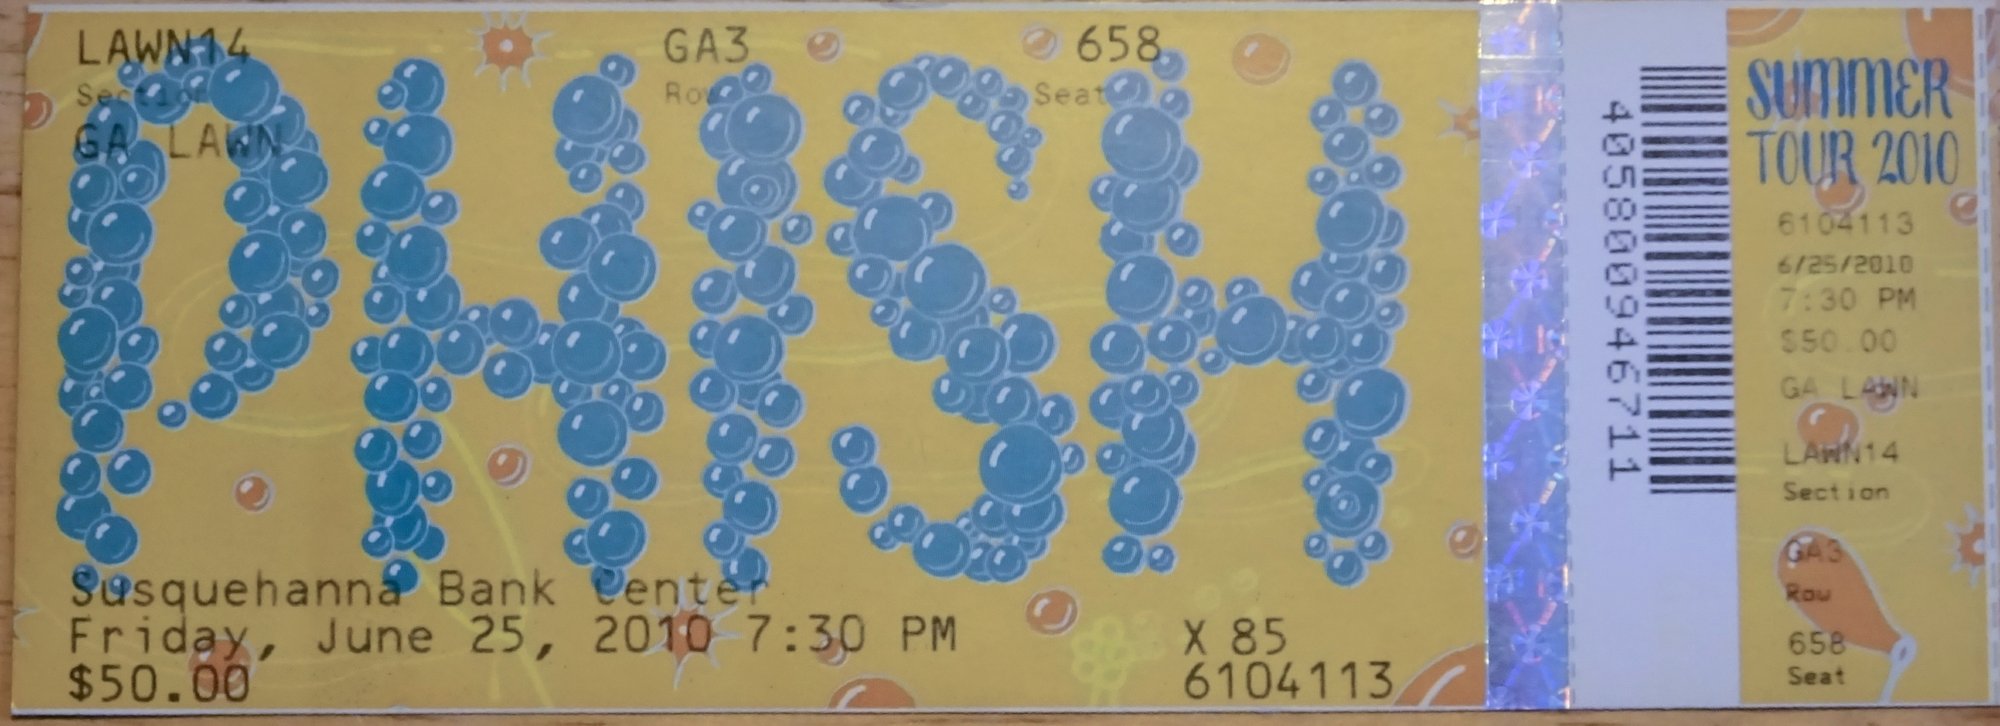 LAWN14 GA3 658
Section Row Seat
GA LAWN
PHISH
Susquehanna Bank Center
Friday, June 25, 2010 7:30 PM X 85
$50.00 6104113
405800946711
SUMMER
TOUR 2010
6104113
6/25/2010
7:30 PM
$50.00
GA LAWN
LAWN14
Section
GA3
Row
658
Seat